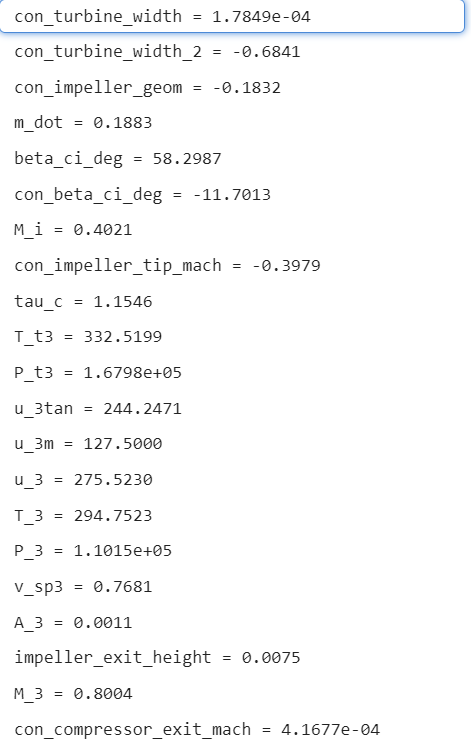 con_turbine_width = 1.7849e-04
con_turbine_width_2 = -0.6841
con_impeller_geom = -0.1832
m_dot = 0.1883
beta_ci_deg = 58.2987
con_beta_ci_deg = -11.7013
M_i = 0.4021
con_impeller_tip_mach = -0.3979
tau_c = 1.1546
T_t3 = 332.5199
P_t3 = 1.6798e+05
u_3tan = 244.2471
u_3m = 127.5000
u_3 = 275.5230
T_3 = 294.7523
P_3 = 1.1015e+05
v_sp3 = 0.7681
A_3 = 0.0011
impeller_exit_height = 0.0075
M_3 = 0.8004
con_compressor_exit_mach = 4.1677e-04